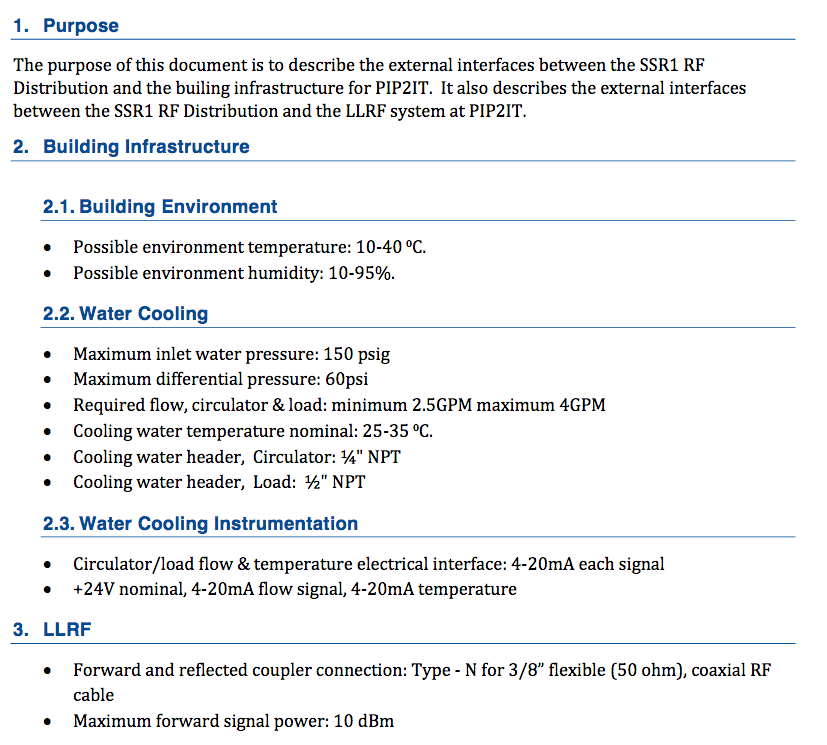 1. Purpose
The purpose of this document is to describe the external interfaces between the SSR1 RF
Distribution and the builing infrastructure for PIP2IT. It also describes the external interfaces
between the SSR1 RF Distribution and the LLRF system at PIP2IT.
2. Building Infrastructure
2.1. Building Environment
• Possible environment temperature: 10-40 ⁰C.
• Possible environment humidity: 10-95%.
2.2. Water Cooling
• Maximum inlet water pressure: 150 psig
• Maximum differential pressure: 60psi
• Required flow, circulator & load: minimum 2.5GPM maximum 4GPM
• Cooling water temperature nominal: 25-35 ⁰C.
• Cooling water header, Circulator: ¼" NPT
• Cooling water header, Load: ½" NPT
2.3. Water Cooling Instrumentation
• Circulator/load flow & temperature electrical interface: 4-20mA each signal
• +24V nominal, 4-20mA flow signal, 4-20mA temperature
3. LLRF
• Forward and reflected coupler connection: Type - N for 3/8” flexible (50 ohm), coaxial RF
cable
• Maximum forward signal power: 10 dBm